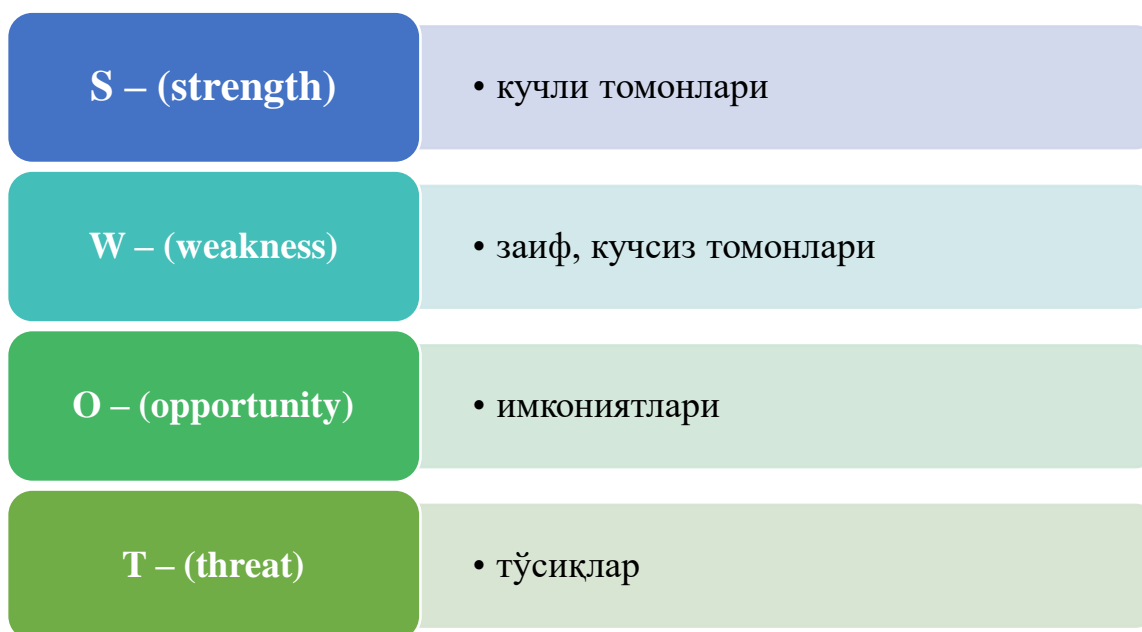 S – (strength)
• кучли томонлари
W – (weakness)
• заиф, кучсиз томонлари
O – (opportunity)
• имкониятлари
T – (threat)
• тўсиқлар